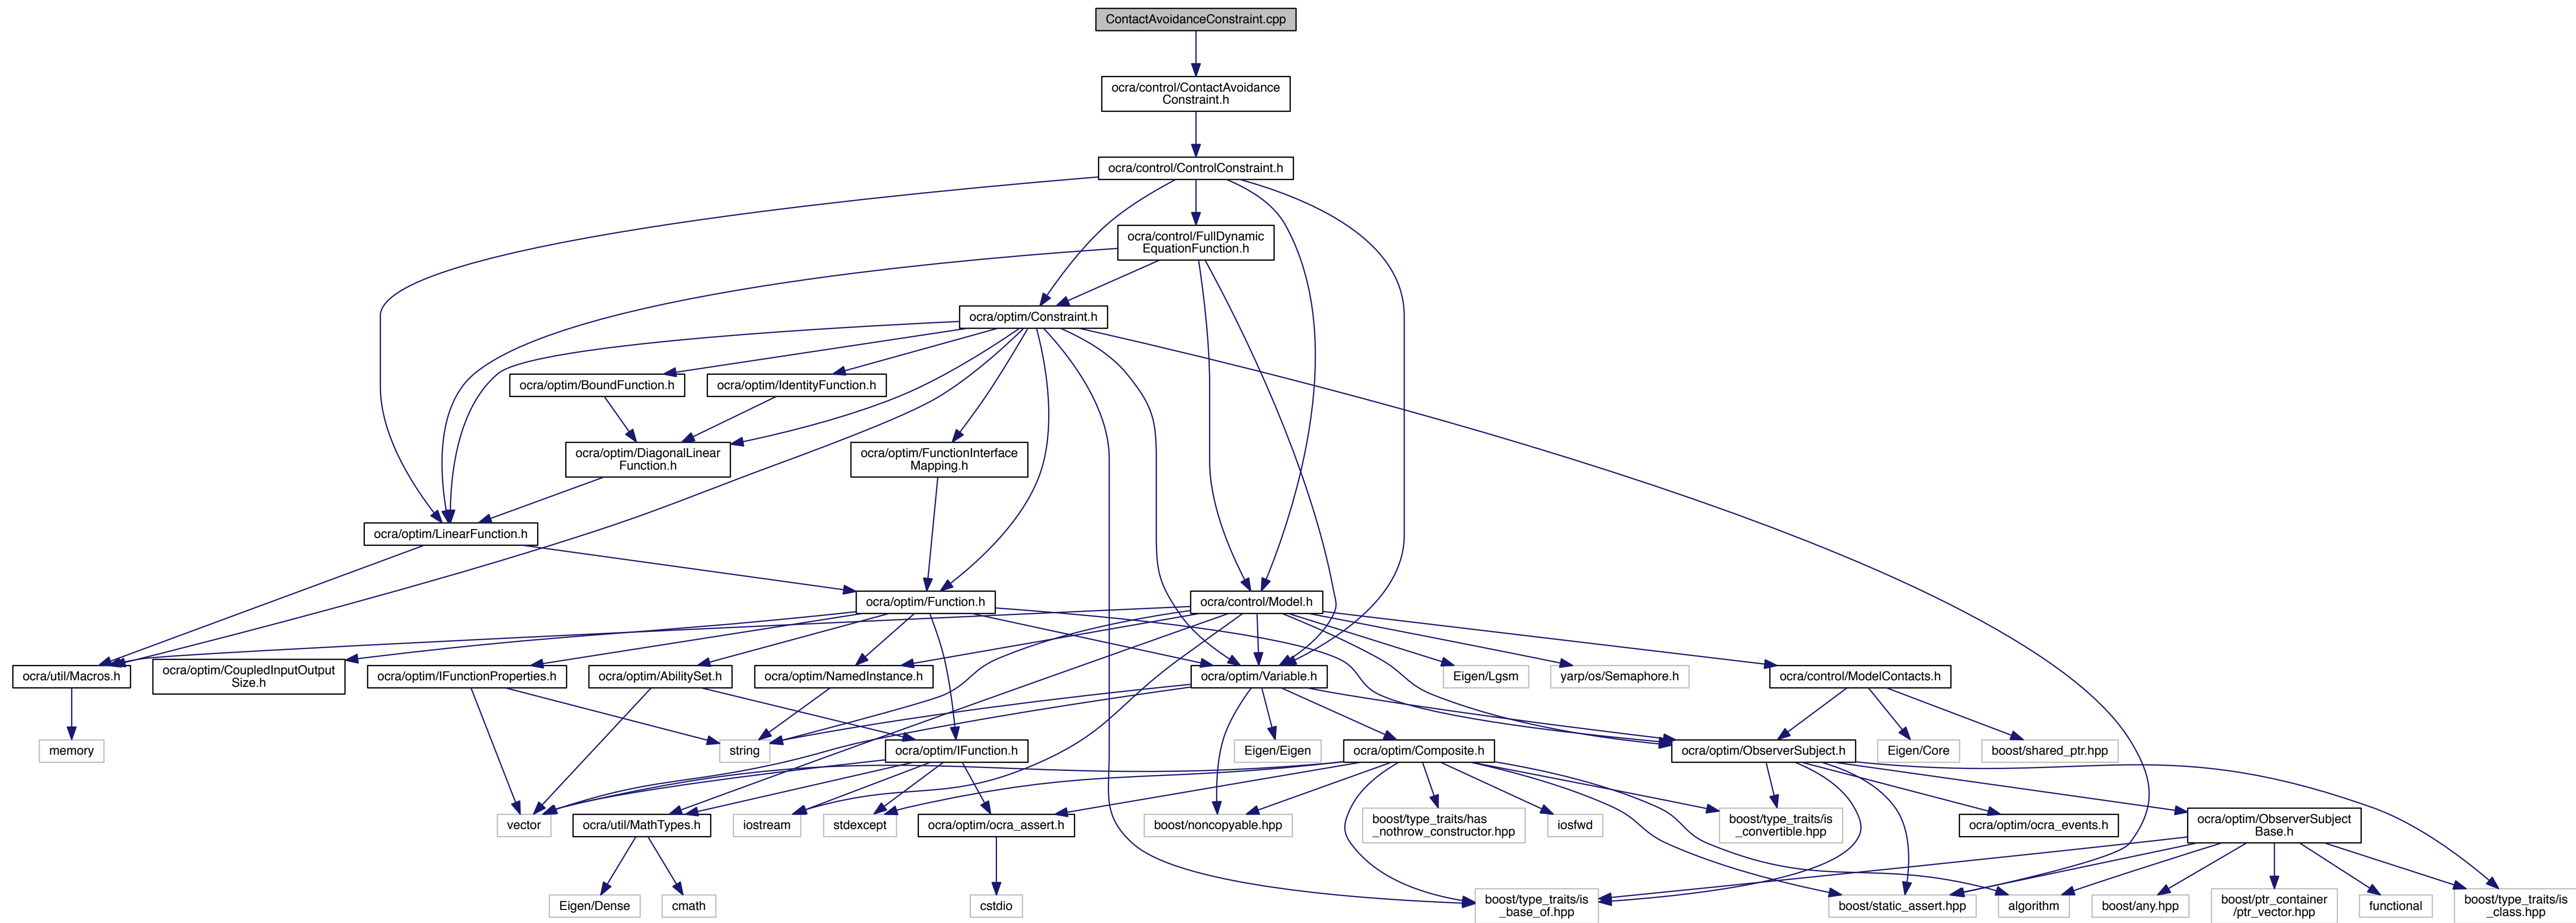 ContactAvoidanceConstraint.cpp
ocra/control/ContactAvoidance
Constraint.h
ocra/control/ControlConstraint.h
ocra/control/FullDynamic
EquationFunction.h
ocra/optim/Constraint.h
ocra/optim/BoundFunction.h
ocra/optim/IdentityFunction.h
ocra/optim/DiagonalLinear
Function.h
ocra/optim/FunctionInterface
Mapping.h
ocra/optim/LinearFunction.h
ocra/optim/Function.h
ocra/control/Model.h
ocra/util/Macros.h
ocra/optim/CoupledInputOutput
Size.h
ocra/optim/IFunctionProperties.h
ocra/optim/AbilitySet.h
ocra/optim/NamedInstance.h
ocra/optim/Variable.h
Eigen/Lgsm
yarp/os/Semaphore.h
ocra/control/ModelContacts.h
memory
string
ocra/optim/IFunction.h
Eigen/Eigen
ocra/optim/Composite.h
ocra/optim/ObserverSubject.h
Eigen/Core
boost/shared_ptr.hpp
vector
ocra/util/MathTypes.h
iostream
stdexcept
ocra/optim/ocra_assert.h
boost/noncopyable.hpp
boost/type_traits/has
_nothrow_constructor.hpp
iosfwd
boost/type_traits/is
_convertible.hpp
ocra/optim/ocra_events.h
ocra/optim/ObserverSubject
Base.h
Eigen/Dense
cmath
cstdio
boost/type_traits/is
_base_of.hpp
boost/static_assert.hpp
algorithm
boost/any.hpp
boost/ptr_container
/ptr_vector.hpp
functional
boost/type_traits/is
_class.hpp